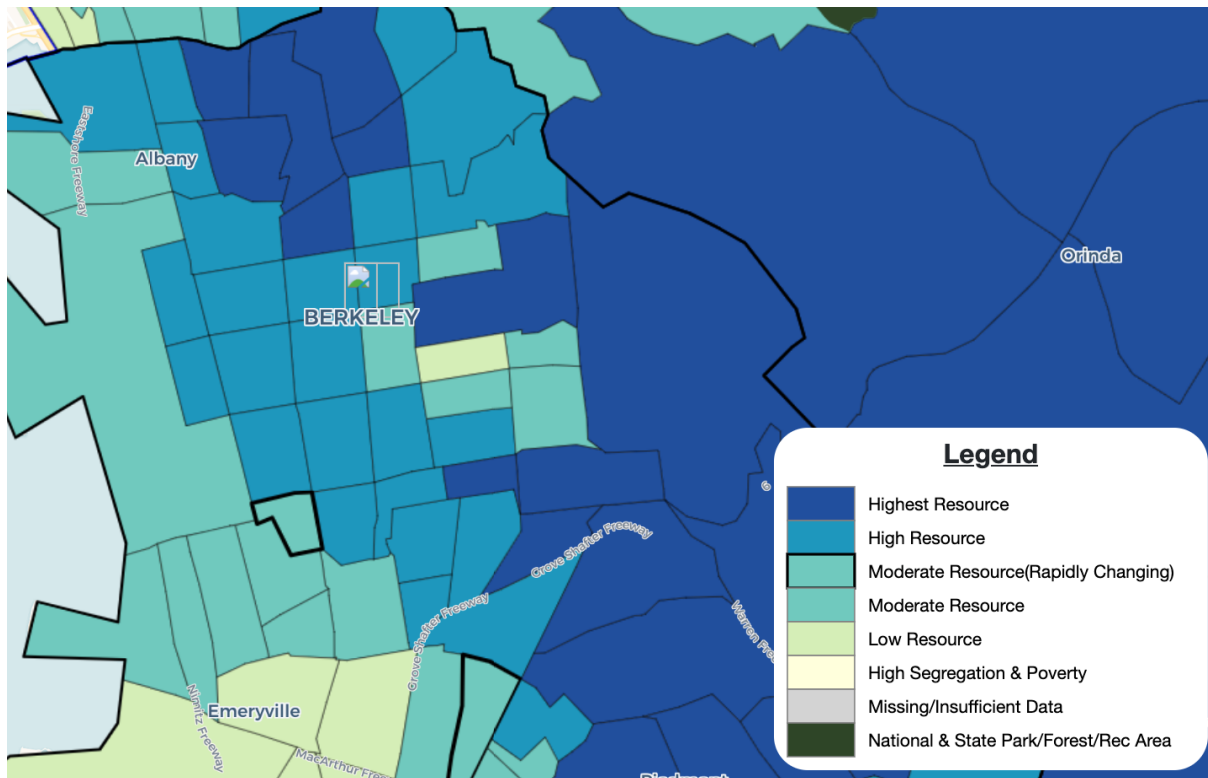 Eastshore Freeway
Albany
Orinda
BERKELEY
Legend
Highest Resource
High Resource
Moderate Resource(Rapidly Changing)
Moderate Resource
Low Resource
High Segregation & Poverty
Missing/Insufficient Data
National & State Park/Forest/Rec Area
Grove Shafter Freeway
Grove Shafter Freeway
Warren Free
Nimitz Freeway
Emeryville
MacArthur Free